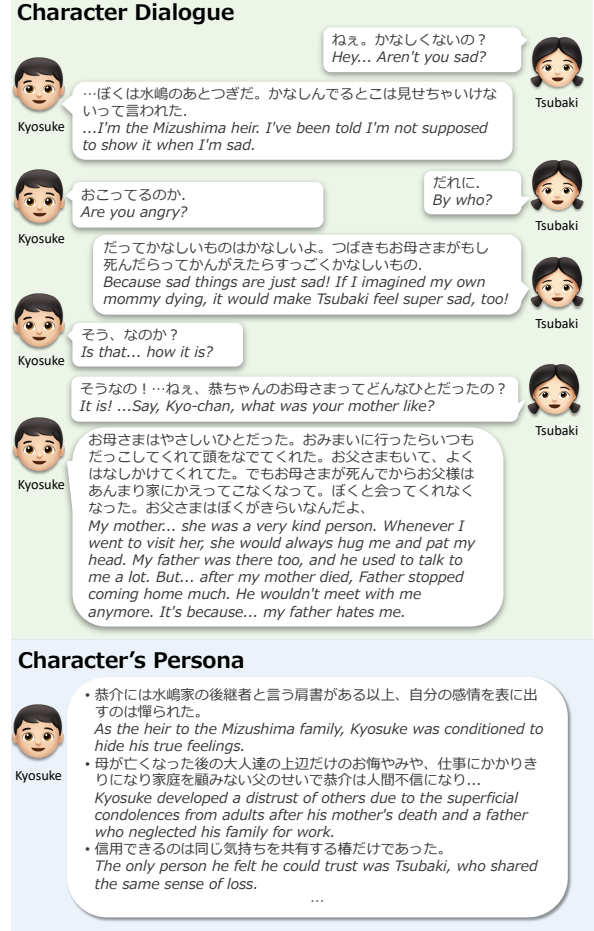 Character Dialogue
ねぇ。かなしくないの？
Hey... Aren't you sad?
Tsubaki
…ぼくは水嶋のあとつぎだ。かなしんでるとこは見せちゃいけな
いって言われた.
...I'm the Mizushima heir. I've been told I'm not supposed
to show it when I'm sad.
Kyosuke
だれに.
By who?
Tsubaki
おこってるのか.
Are you angry?
Kyosuke
だってかなしいものはかなしいよ。つばきもお母さまがもし
死んだらってかんがえたらすっごくかなしいもの.
Because sad things are just sad! If I imagined my own
mommy dying, it would make Tsubaki feel super sad, too!
Tsubaki
そう、なのか？
Is that... how it is?
Kyosuke
そうなの！…ねぇ、恭ちゃんのお母さまってどんなひとだったの？
It is! ...Say, Kyo-chan, what was your mother like?
Tsubaki
お母さまはやさしいひとだった。おみまいに行ったらいつも
だっこしてくれて頭をなでてくれた。お父さまもいて、よく
はなしかけてくれてた。でもお母さまが死んでからお父様は
あんまり家にかえってこなくなって。ぼくと会ってくれなく
なった。お父さまはぼくがきらいなんだよ、
My mother... she was a very kind person. Whenever I
went to visit her, she would always hug me and pat my
head. My father was there too, and he used to talk to
me a lot. But... after my mother died, Father stopped
coming home much. He wouldn't meet with me
anymore. It's because... my father hates me.
Kyosuke
Character's Persona
• 恭介には水嶋家の後継者と言う肩書がある以上、自分の感情を表に出
すのは憚られた。
As the heir to the Mizushima family, Kyosuke was conditioned to
hide his true feelings.
• 母が亡くなった後の大人達の上辺だけのお悔やみや、仕事にかかりき
りになり家庭を顧みない父のせいで恭介は人間不信になり...
Kyosuke developed a distrust of others due to the superficial
condolences from adults after his mother's death and a father
who neglected his family for work.
• 信用できるのは同じ気持ちを共有する椿だけであった。
The only person he felt he could trust was Tsubaki, who shared
the same sense of loss.
...
Kyosuke